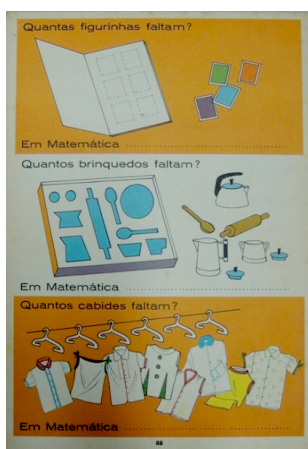 Quantas figurinhas faltam?
Em Matemática ........................................
Quantos brinquedos faltam?
Em Matemática ........................................
Quantos cabides faltam?
Em Matemática ........................................